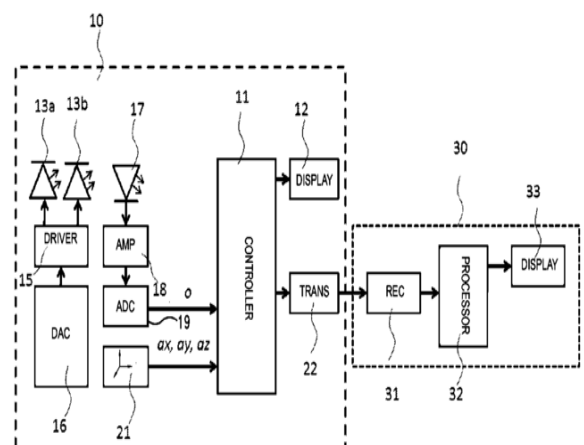 10
13a 13b 17 11 12
30
33
DISPLAY
DRIVER AMP
15 18
CONTROLLER
PROCESSOR
DISPLAY
ADC o
19
TRANS REC
DAC
ax, ay, az
22
16 21 31 32